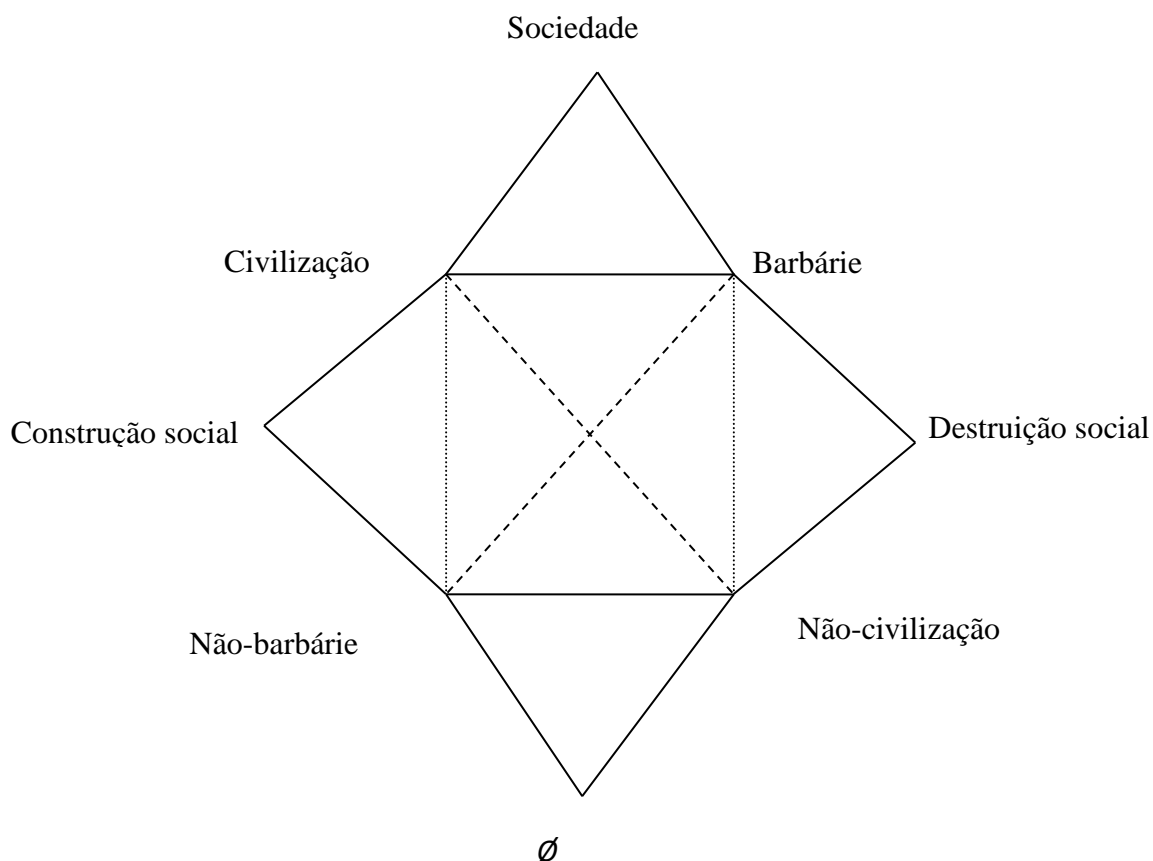 Sociedade
Civilização
Barbárie
Construção social
Destruição social
Não-barbárie
Não-civilização
Ø